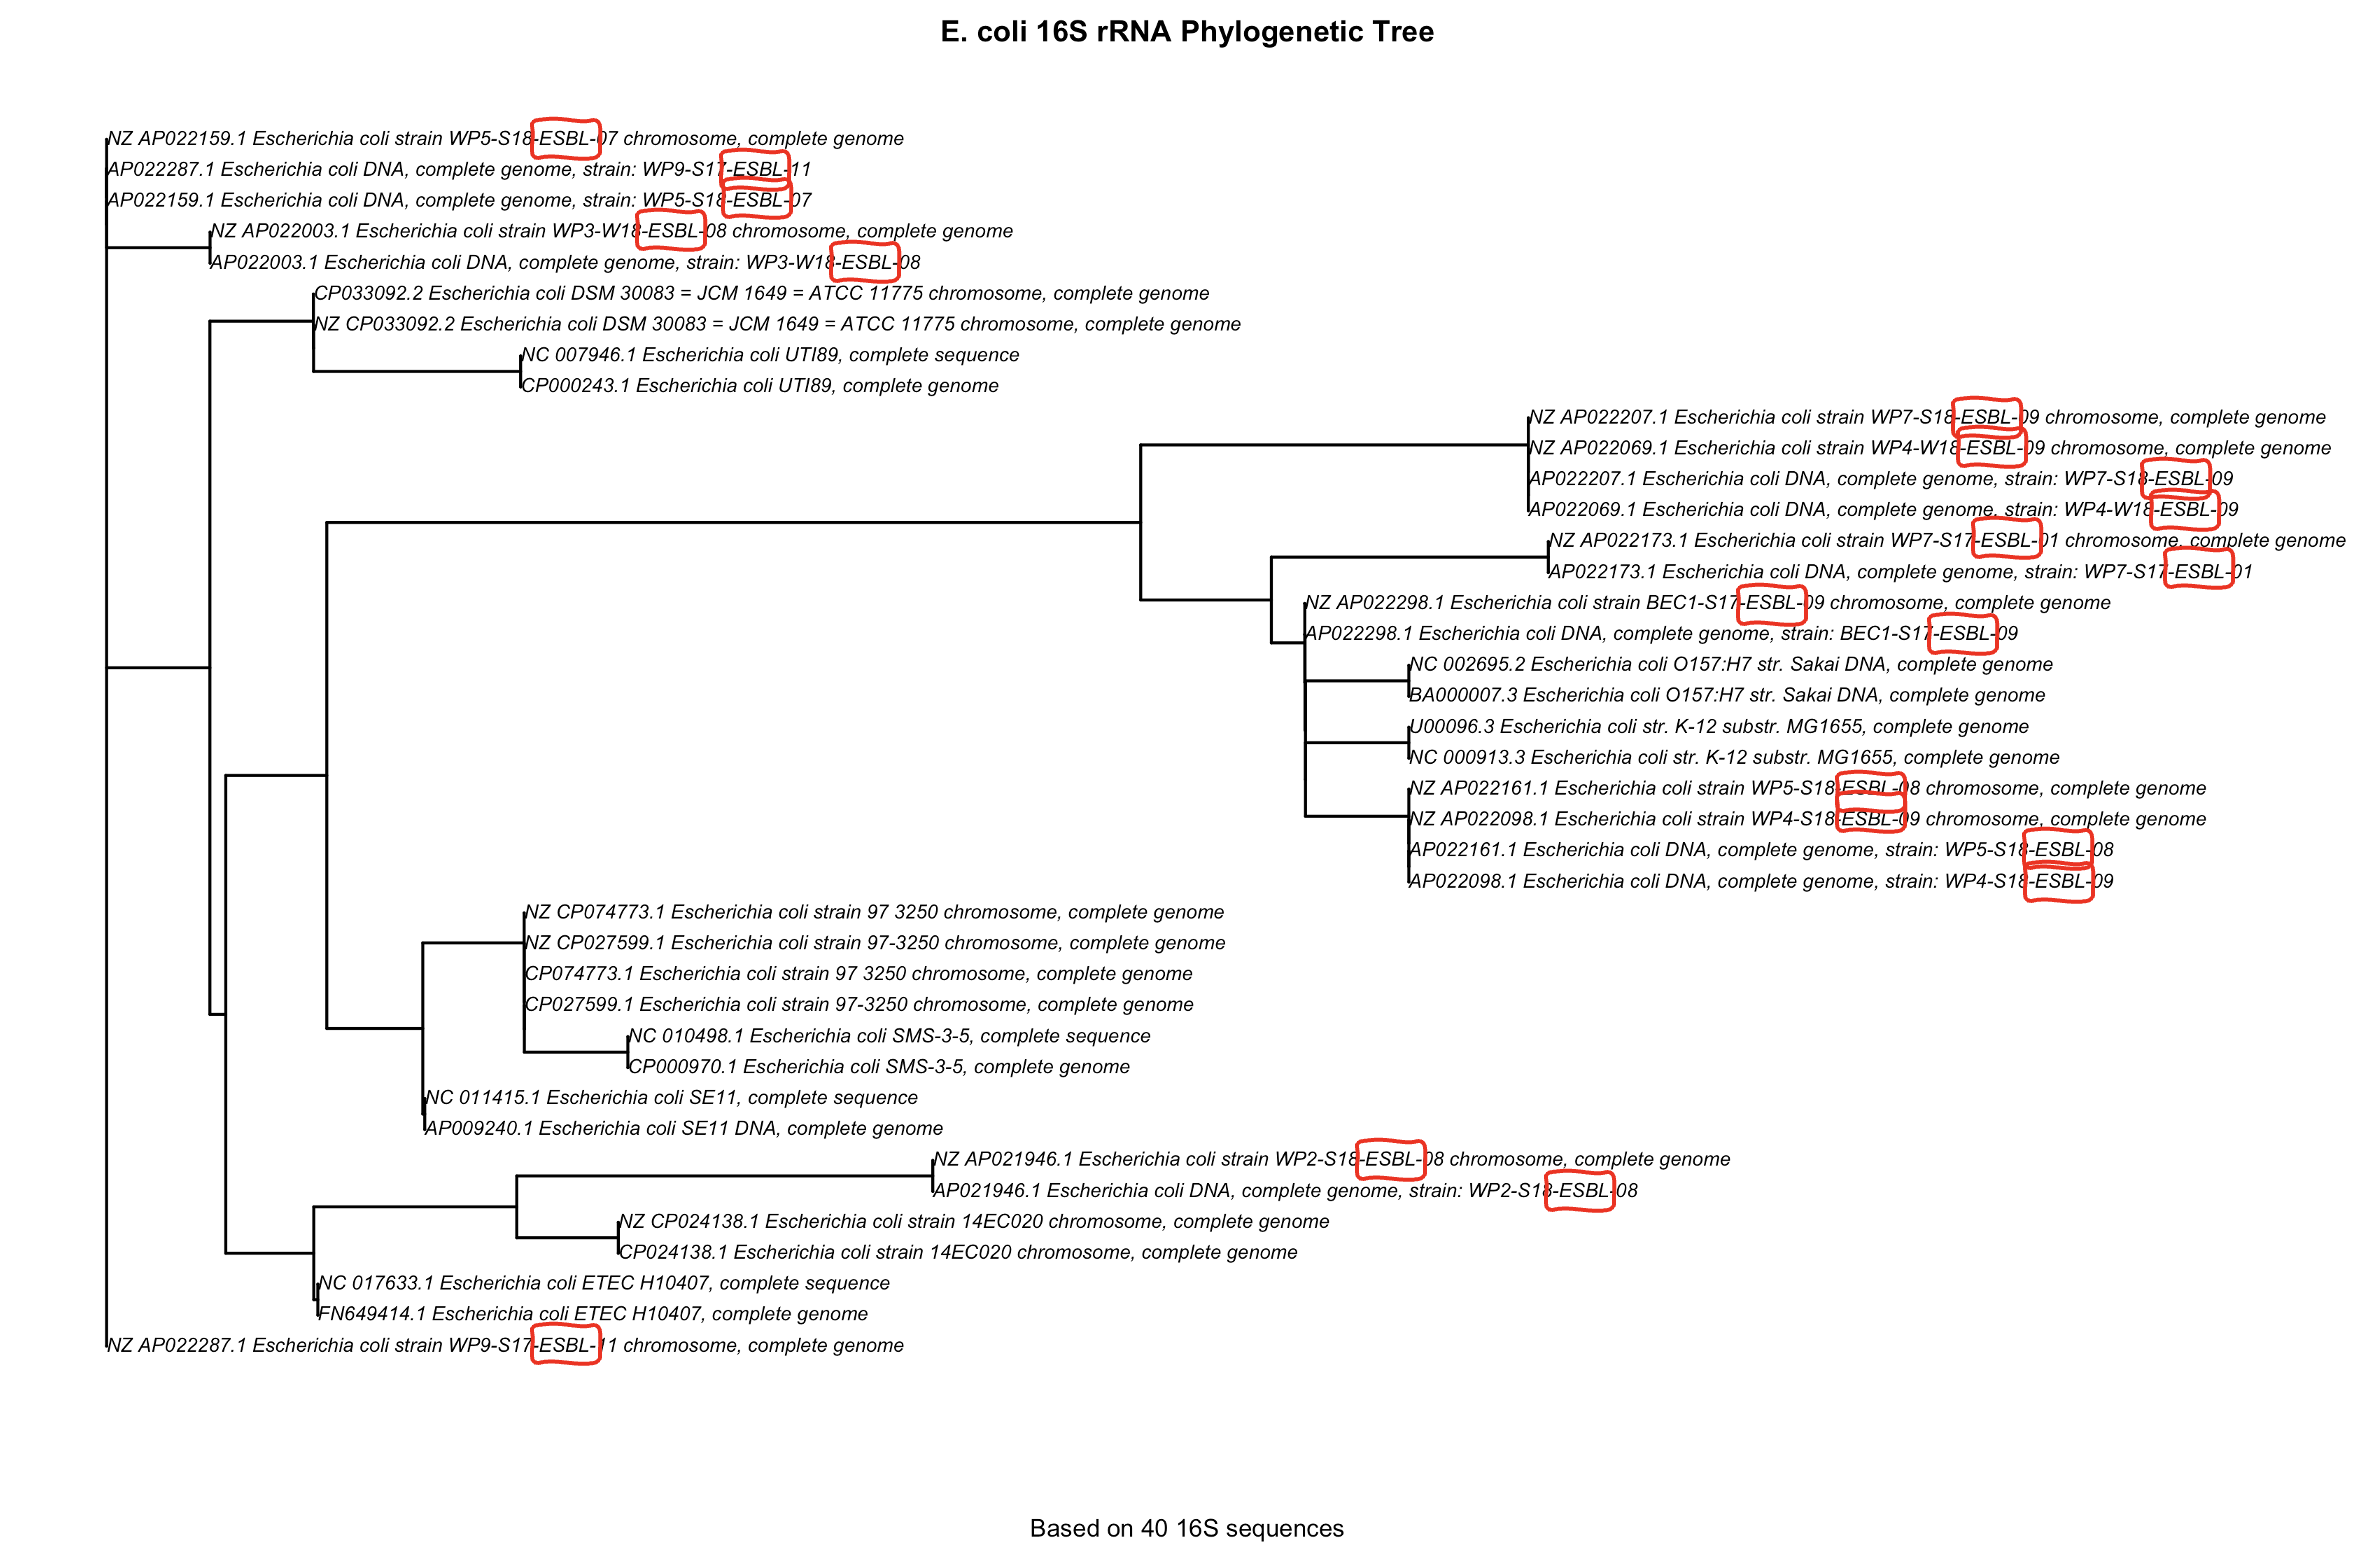 E. coli 16S rRNA Phylogenetic Tree
NZ AP022159.1 Escherichia coli strain WP5-S18-ESBL-07 chromosome, complete genome
AP022287.1 Escherichia coli DNA, complete genome, strain: WP9-S17-ESBL-11
AP022159.1 Escherichia coli DNA, complete genome, strain: WP5-S18-ESBL-07
NZ AP022003.1 Escherichia coli strain WP3-W18-ESBL-08 chromosome, complete genome
AP022003.1 Escherichia coli DNA, complete genome, strain: WP3-W18-ESBL-08
CP033092.2 Escherichia coli DSM 30083 = JCM 1649 = ATCC 11775 chromosome, complete genome
NZ CP033092.2 Escherichia coli DSM 30083 = JCM 1649 = ATCC 11775 chromosome, complete genome
NC 007946.1 Escherichia coli UTI89, complete sequence
CP000243.1 Escherichia coli UTI89, complete genome
NZ AP022207.1 Escherichia coli strain WP7-S18-ESBL-09 chromosome, complete genome
NZ AP022069.1 Escherichia coli strain WP4-W18-ESBL-09 chromosome, complete genome
AP022207.1 Escherichia coli DNA, complete genome, strain: WP7-S18-ESBL-09
AP022069.1 Escherichia coli DNA, complete genome, strain: WP4-W18-ESBL-09
NZ AP022173.1 Escherichia coli strain WP7-S17-ESBL-01 chromosome, complete genome
AP022173.1 Escherichia coli DNA, complete genome, strain: WP7-S17-ESBL-01
NZ AP022298.1 Escherichia coli strain BEC1-S17-ESBL-09 chromosome, complete genome
AP022298.1 Escherichia coli DNA, complete genome, strain: BEC1-S17-ESBL-09
NC 002695.2 Escherichia coli O157:H7 str. Sakai DNA, complete genome
BA000007.3 Escherichia coli O157:H7 str. Sakai DNA, complete genome
U00096.3 Escherichia coli str. K-12 substr. MG1655, complete genome
NC 000913.3 Escherichia coli str. K-12 substr. MG1655, complete genome
NZ AP022161.1 Escherichia coli strain WP5-S18-ESBL-08 chromosome, complete genome
NZ AP022098.1 Escherichia coli strain WP4-S18-ESBL-09 chromosome, complete genome
AP022161.1 Escherichia coli DNA, complete genome, strain: WP5-S18-ESBL-08
AP022098.1 Escherichia coli DNA, complete genome, strain: WP4-S18-ESBL-09
NZ CP074773.1 Escherichia coli strain 97 3250 chromosome, complete genome
NZ CP027599.1 Escherichia coli strain 97-3250 chromosome, complete genome
CP074773.1 Escherichia coli strain 97 3250 chromosome, complete genome
CP027599.1 Escherichia coli strain 97-3250 chromosome, complete genome
NC 010498.1 Escherichia coli SMS-3-5, complete sequence
CP000970.1 Escherichia coli SMS-3-5, complete genome
NC 011415.1 Escherichia coli SE11, complete sequence
AP009240.1 Escherichia coli SE11 DNA, complete genome
NZ AP021946.1 Escherichia coli strain WP2-S18-ESBL-08 chromosome, complete genome
AP021946.1 Escherichia coli DNA, complete genome, strain: WP2-S18-ESBL-08
NZ CP024138.1 Escherichia coli strain 14EC020 chromosome, complete genome
CP024138.1 Escherichia coli strain 14EC020 chromosome, complete genome
NC 017633.1 Escherichia coli ETEC H10407, complete sequence
FN649414.1 Escherichia coli ETEC H10407, complete genome
NZ AP022287.1 Escherichia coli strain WP9-S17-ESBL-11 chromosome, complete genome
Based on 40 16S sequences